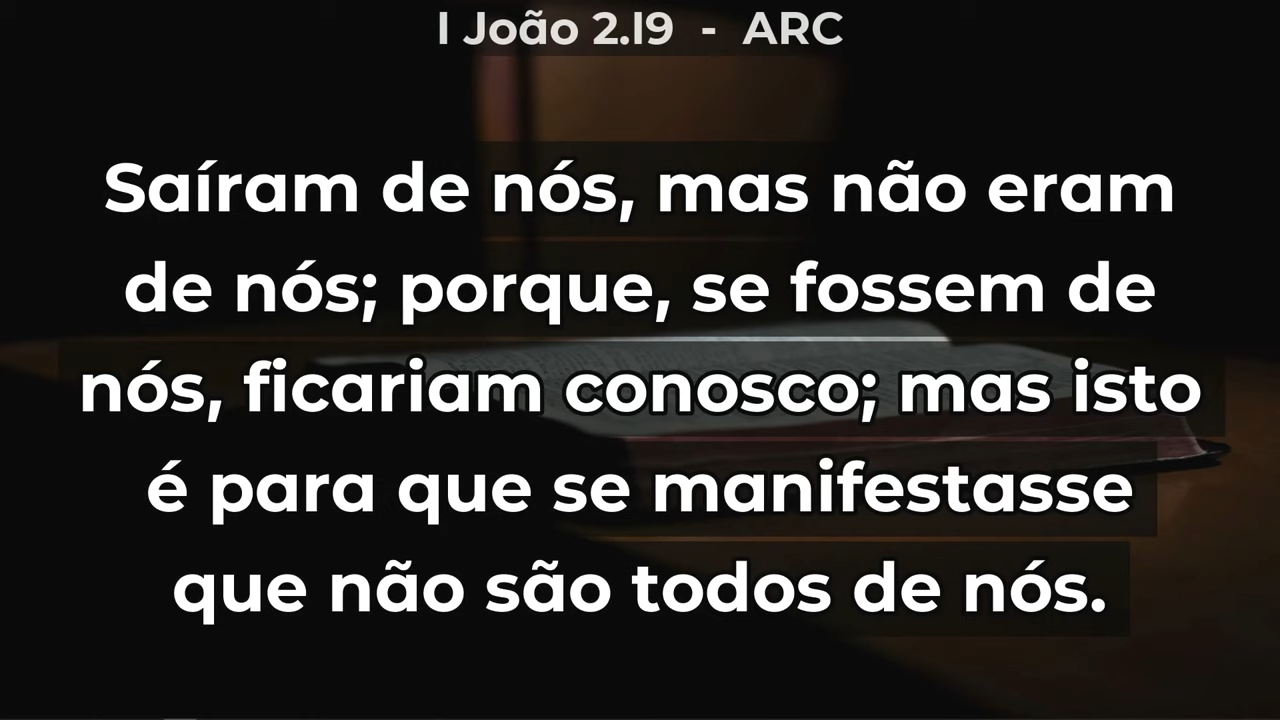 I João 2.I9 - ARC
Saíram de nós, mas não eram
de nós; porque, se fossem de
nós, ficariam conosco; mas isto
é para que se manifestasse
que não são todos de nós.